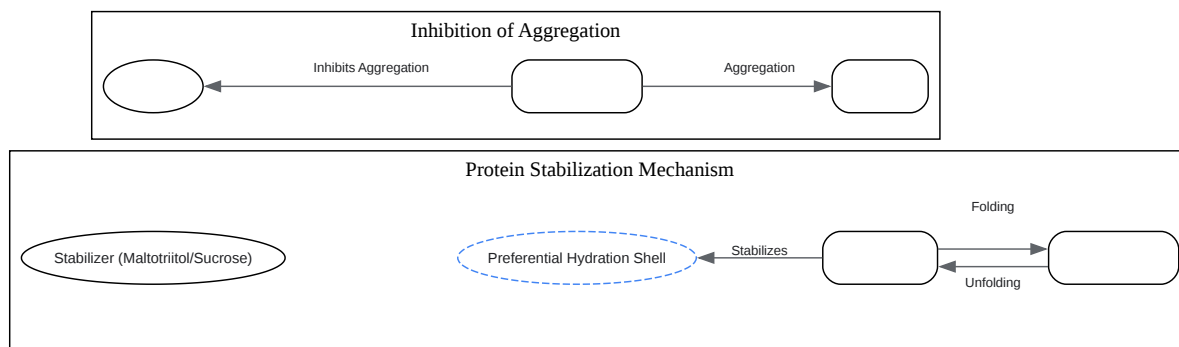 Inhibition of Aggregation
Inhibits Aggregation
Aggregation
Protein Stabilization Mechanism
Folding
Stabilizer (Maltotriitol/Sucrose)
Preferential Hydration Shell
Stabilizes
Unfolding